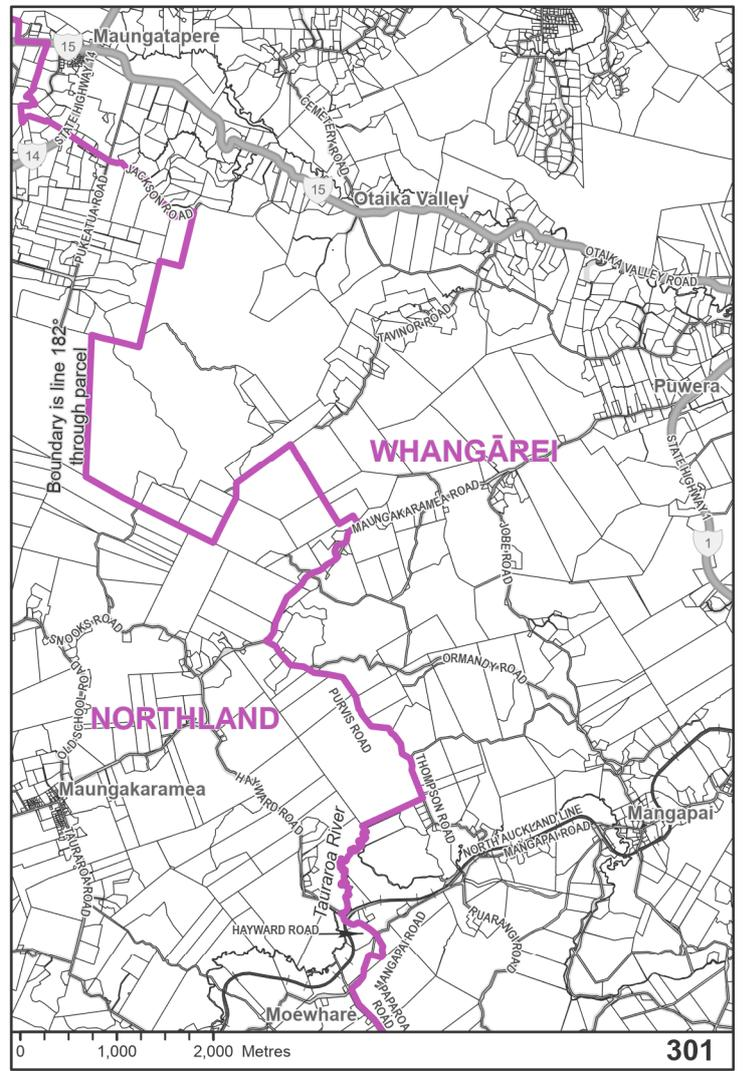 15
Maungatapere
STATE HIGHWAY 14
CEMETERY ROAD
14
JACKSON ROAD
15
Otaika Valley
PUKEATUA ROAD
OTAIKA VALLEY ROAD
TAVINOR ROAD
Boundary is line 182°
through parcel
Puwera
WHANGĀREI
STATE HIGHWAY 1
MAUNGAKARAMEA ROAD
JOBE ROAD
1
SNOOKS ROAD
ORMANDY ROAD
OLD SCHOOL ROAD
NORTHLAND
PURVIS ROAD
THOMPSON ROAD
Maungakaramea
HAYWARD ROAD
Mangapai
NORTH AUCKLAND LINE
MANGAPAI ROAD
TAURAROA ROAD
Tauraroa River
RUARANGI ROAD
HAYWARD ROAD
MANGAPAI ROAD
PAPAROA
ROAD
Moewhare
0 1,000 2,000 Metres
301